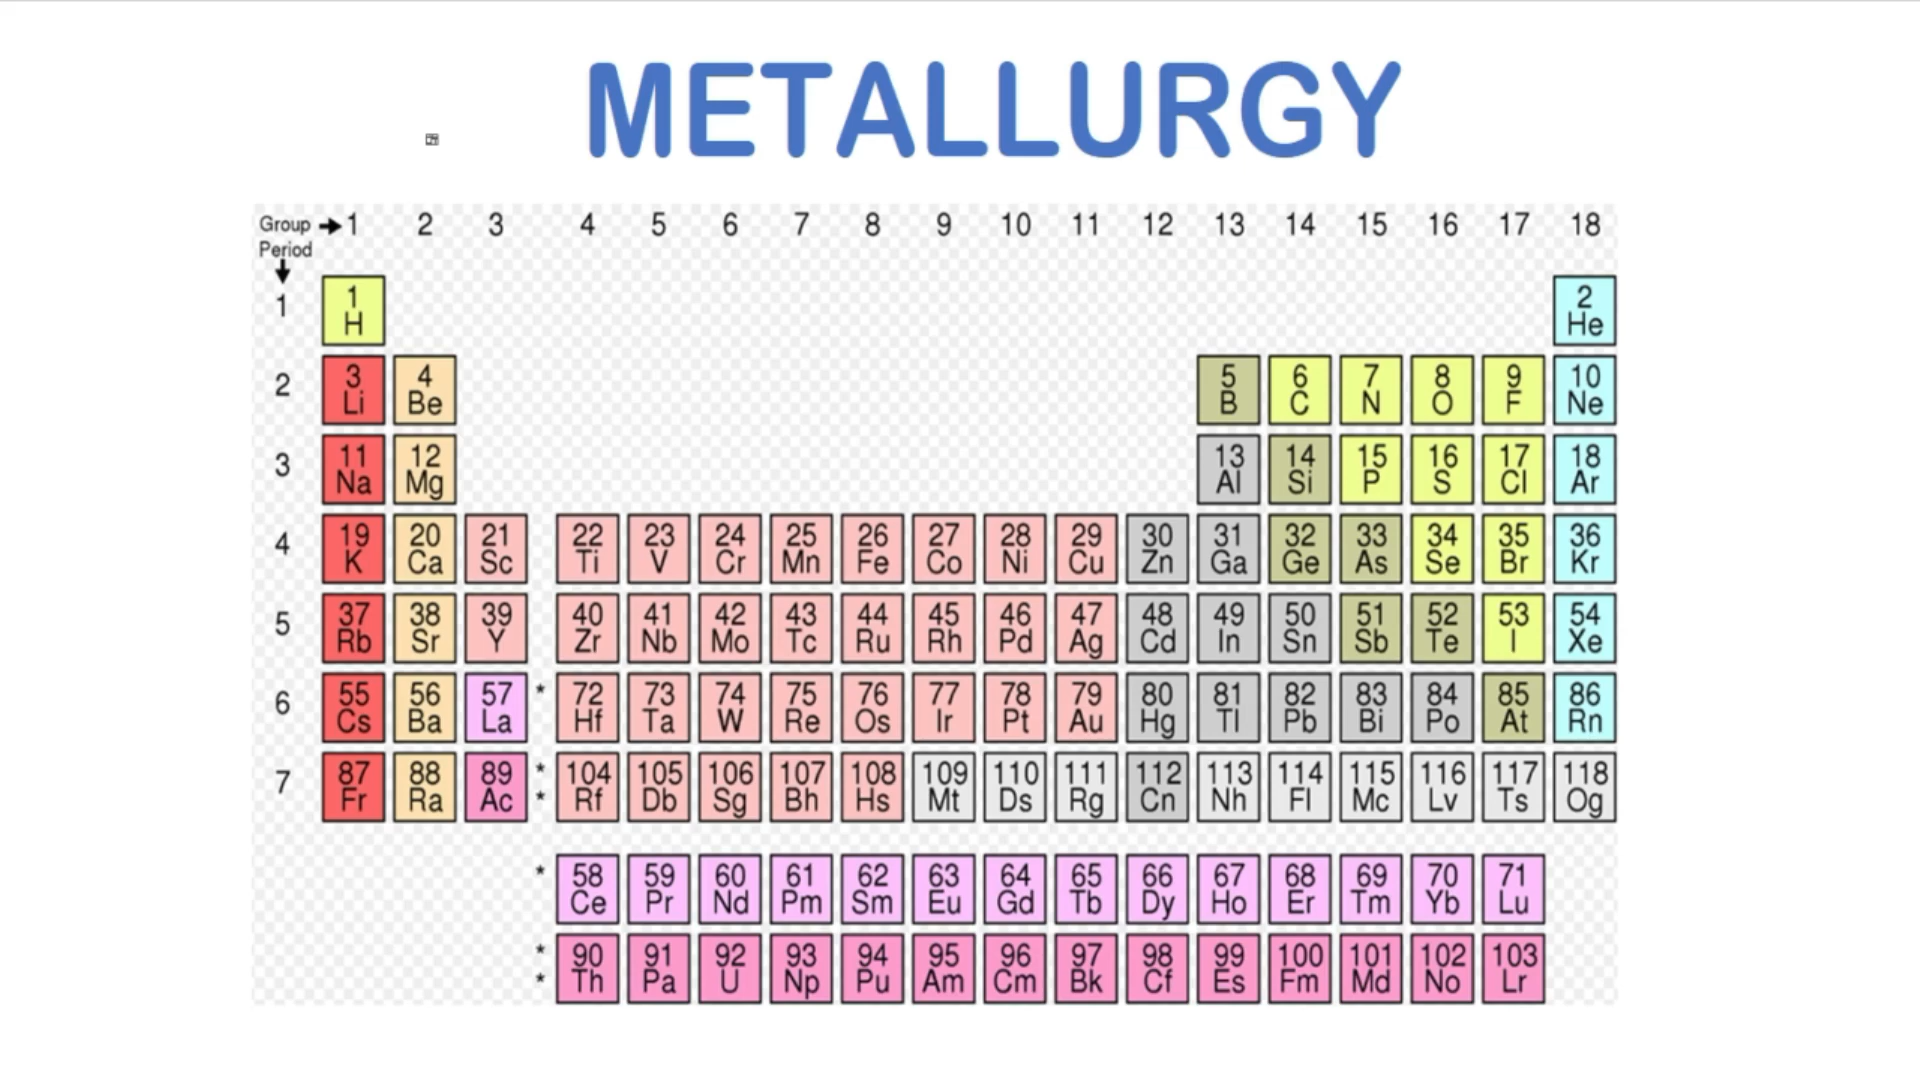 METALLURGY
Group 1 2 3 4 5 6 7 8 9 10 11 12 13 14 15 16 17 18
Period
1 1 2
H He
2 3 4 5 6 7 8 9 10
Li Be B C N O F Ne
3 11 12 13 14 15 16 17 18
Na Mg Al Si P S Cl Ar
4 19 20 21 22 23 24 25 26 27 28 29 30 31 32 33 34 35 36
K Ca Sc Ti V Cr Mn Fe Co Ni Cu Zn Ga Ge As Se Br Kr
5 37 38 39 40 41 42 43 44 45 46 47 48 49 50 51 52 53 54
Rb Sr Y Zr Nb Mo Tc Ru Rh Pd Ag Cd In Sn Sb Te I Xe
6 55 56 57 * 72 73 74 75 76 77 78 79 80 81 82 83 84 85 86
Cs Ba La Hf Ta W Re Os Ir Pt Au Hg Tl Pb Bi Po At Rn
7 87 88 89 * 104 105 106 107 108 109 110 111 112 113 114 115 116 117 118
Fr Ra Ac * Rf Db Sg Bh Hs Mt Ds Rg Cn Nh Fl Mc Lv Ts Og
* 58 59 60 61 62 63 64 65 66 67 68 69 70 71
Ce Pr Nd Pm Sm Eu Gd Tb Dy Ho Er Tm Yb Lu
* 90 91 92 93 94 95 96 97 98 99 100 101 102 103
* Th Pa U Np Pu Am Cm Bk Cf Es Fm Md No Lr